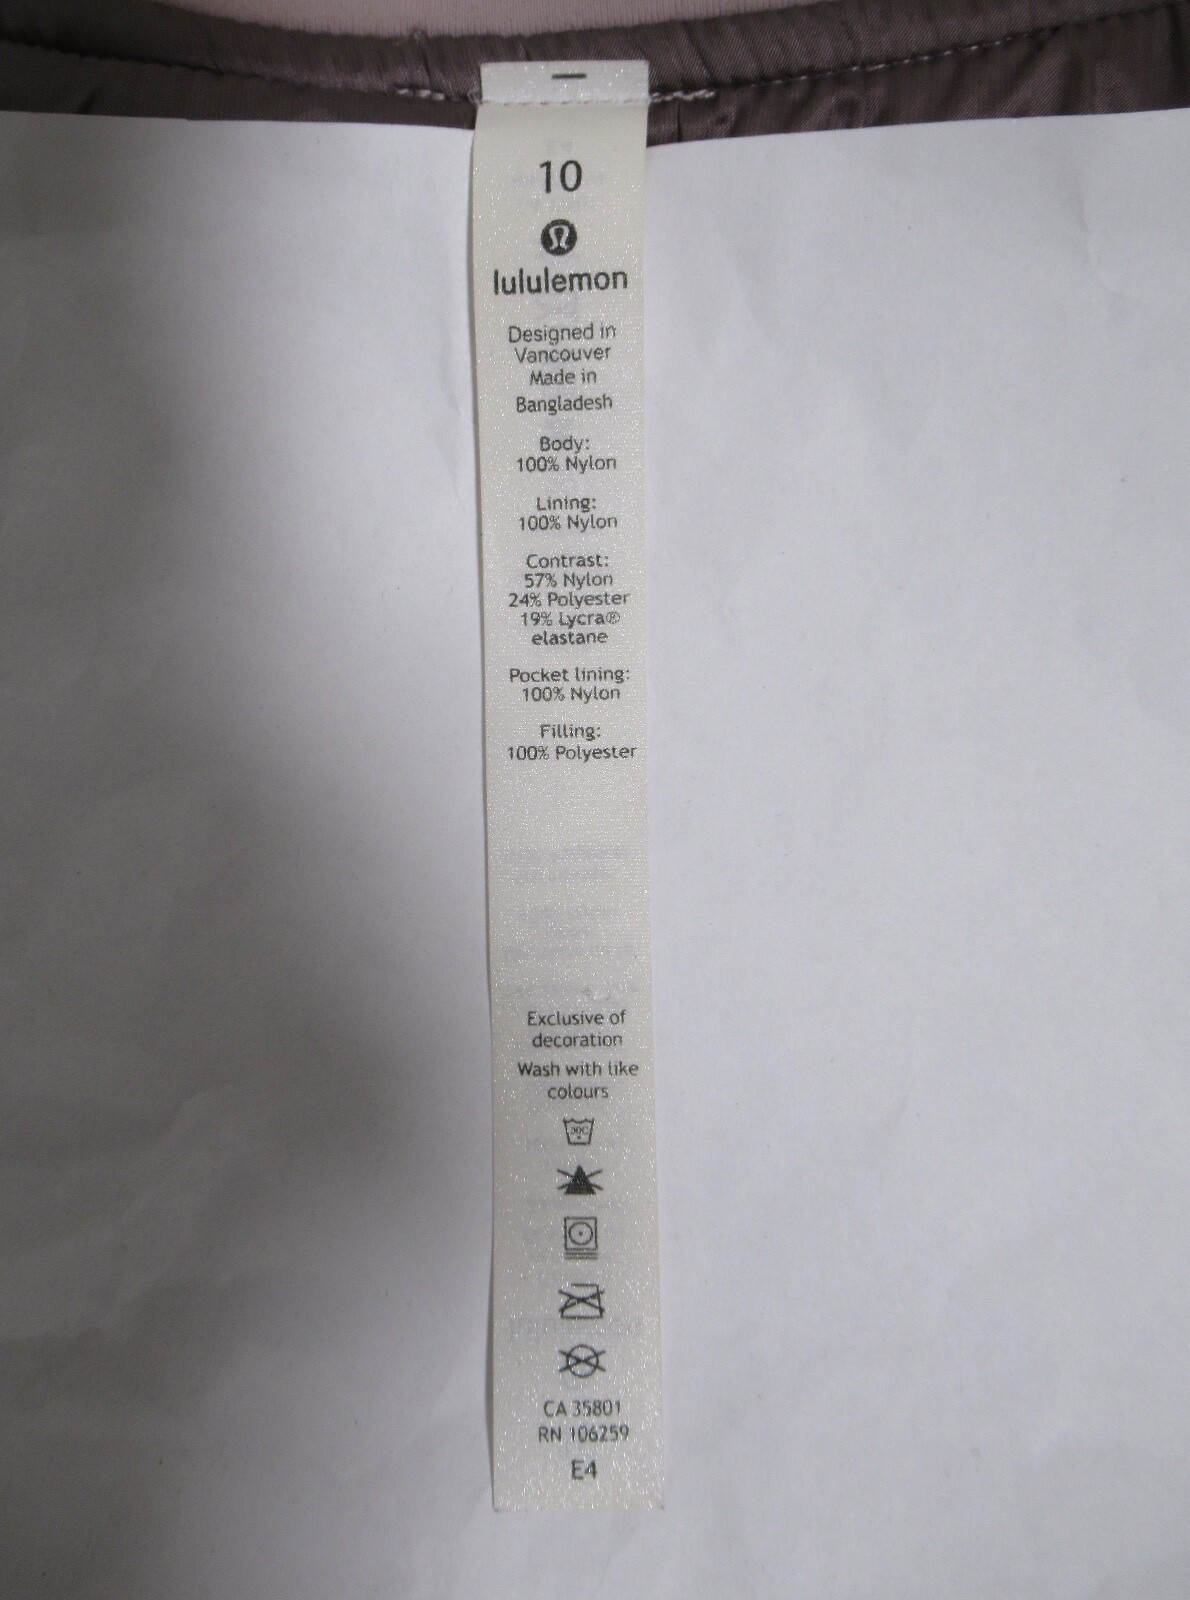 10
lululemon
Designed in
Vancouver
Made in
Bangladesh
Body:
100% Nylon
Lining:
100% Nylon
Contrast:
57% Nylon
24% Polyester
19% Lycra®
elastane
Pocket lining:
100% Nylon
Filling:
100% Polyester
Exclusive of
decoration
Wash with like
colours
30C
CA 35801
RN 106259
E4